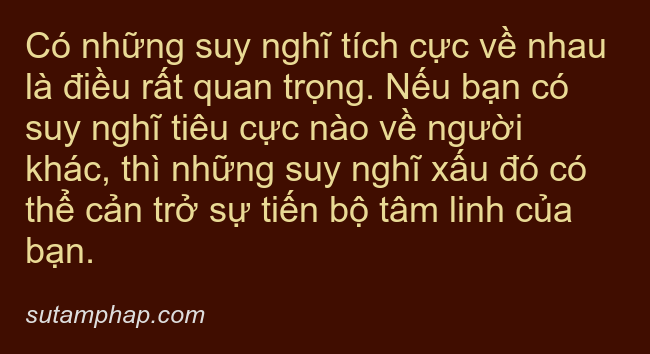 Có những suy nghĩ tích cực về nhau
là điều rất quan trọng. Nếu bạn có
suy nghĩ tiêu cực nào về người
khác, thì những suy nghĩ xấu đó có
thể cản trở sự tiến bộ tâm linh của
bạn.
sutamphap.com